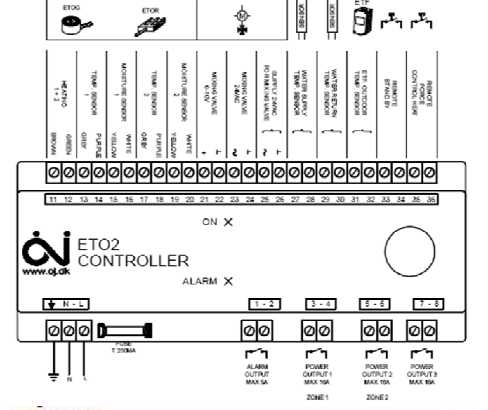 ETOG
ETOR
ETF
SENSOR
SENSOR
HEATING
1 + 2
TEMP. SENSOR
1
MOISTURE SENSOR
1
TEMP. SENSOR
2
MOISTURE SENSOR
2
MIXING VALVE
0-10V
MIXING VALVE
24VAC
SUPPLY 24VAC
FOR MIXING VALVE
WATER SUPPLY
TEMP. SENSOR
WATER RETURN
TEMP. SENSOR
ETF OUTDOOR
TEMP. SENSOR
REMOTE
STAND BY
REMOTE
FORCE
CONTROL HEAT
BROWN
GREEN
GREY
PURPLE
YELLOW
WHITE
GREY
PURPLE
YELLOW
WHITE
11 12 13 14 15 16 17 18 19 20 21 22 23 24 25 26 27 28 29 30 31 32 33 34 35 36
ON
OJ
www.oj.dk
ETO2
CONTROLLER
ALARM
N - L
1 - 2
3 - 4
5 - 6
7 - 8
FUSE
T 250MA
N
L
ALARM
OUTPUT
MAX 5A
POWER
OUTPUT 1
MAX 16A
ZONE 1
POWER
OUTPUT 2
MAX 16A
ZONE 2
POWER
OUTPUT 3
MAX 16A